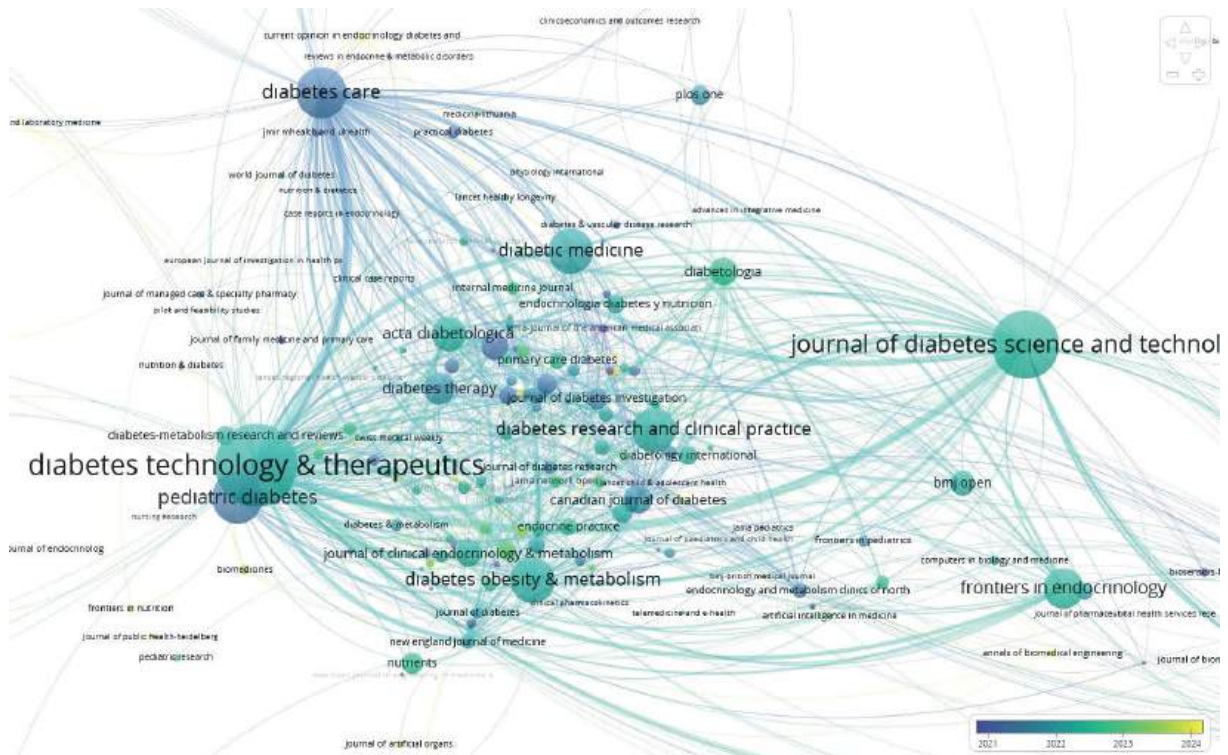 clinicoeconomics and outcomes research
current opinion in endocrinology diabetes and
reviews in endocrine & metabolic disorders
diabetes care
plos one
nd laboratory medicine
jmir mhealth and uhealth
practical diabetes
world journal of diabetes
physiology international
nutrition & dietetics
lancet healthy longevity
case reports in endocrinology
advances in integrative medicine
diabetes & vascular disease research
diabetic medicine
european journal of investigation in health ps
diabetologia
clinical case reports
internal medicine journal
journal of managed care & specialty pharmacy
endocrinologia diabetes y nutricion
pilot and feasibility studies
acta diabetologica
jama-journal of the american medical associati
journal of family medicine and primary care
journal of diabetes science and technol
primary care diabetes
nutrition & diabetes
diabetes therapy
journal of diabetes investigation
diabetes research and clinical practice
diabetes-metabolism research and reviews
swiss medical weekly
diabetology international
diabetes technology & therapeutics
journal of diabetes research
jama network open
lancet child & adolescent health
bmj open
pediatric diabetes
canadian journal of diabetes
nursing research
diabetes & metabolism
endocrine practice
jama pediatrics
journal of paediatrics and child health
frontiers in pediatrics
ournal of endocrinolog
journal of clinical endocrinology & metabolism
computers in biology and medicine
biomedicines
diabetes obesity & metabolism
bmj-british medical journal
endocrinology and metabolism clinics of north
frontiers in endocrinology
biosensors-b
clinical pharmacokinetics
frontiers in nutrition
journal of diabetes
telemedicine and e-health
artificial intelligence in medicine
journal of pharmaceutical health services rese
journal of public health-heidelberg
new england journal of medicine
pediatric research
nutrients
annals of biomedical engineering
journal of biom
journal of artificial organs
2021
2022
2023
2024